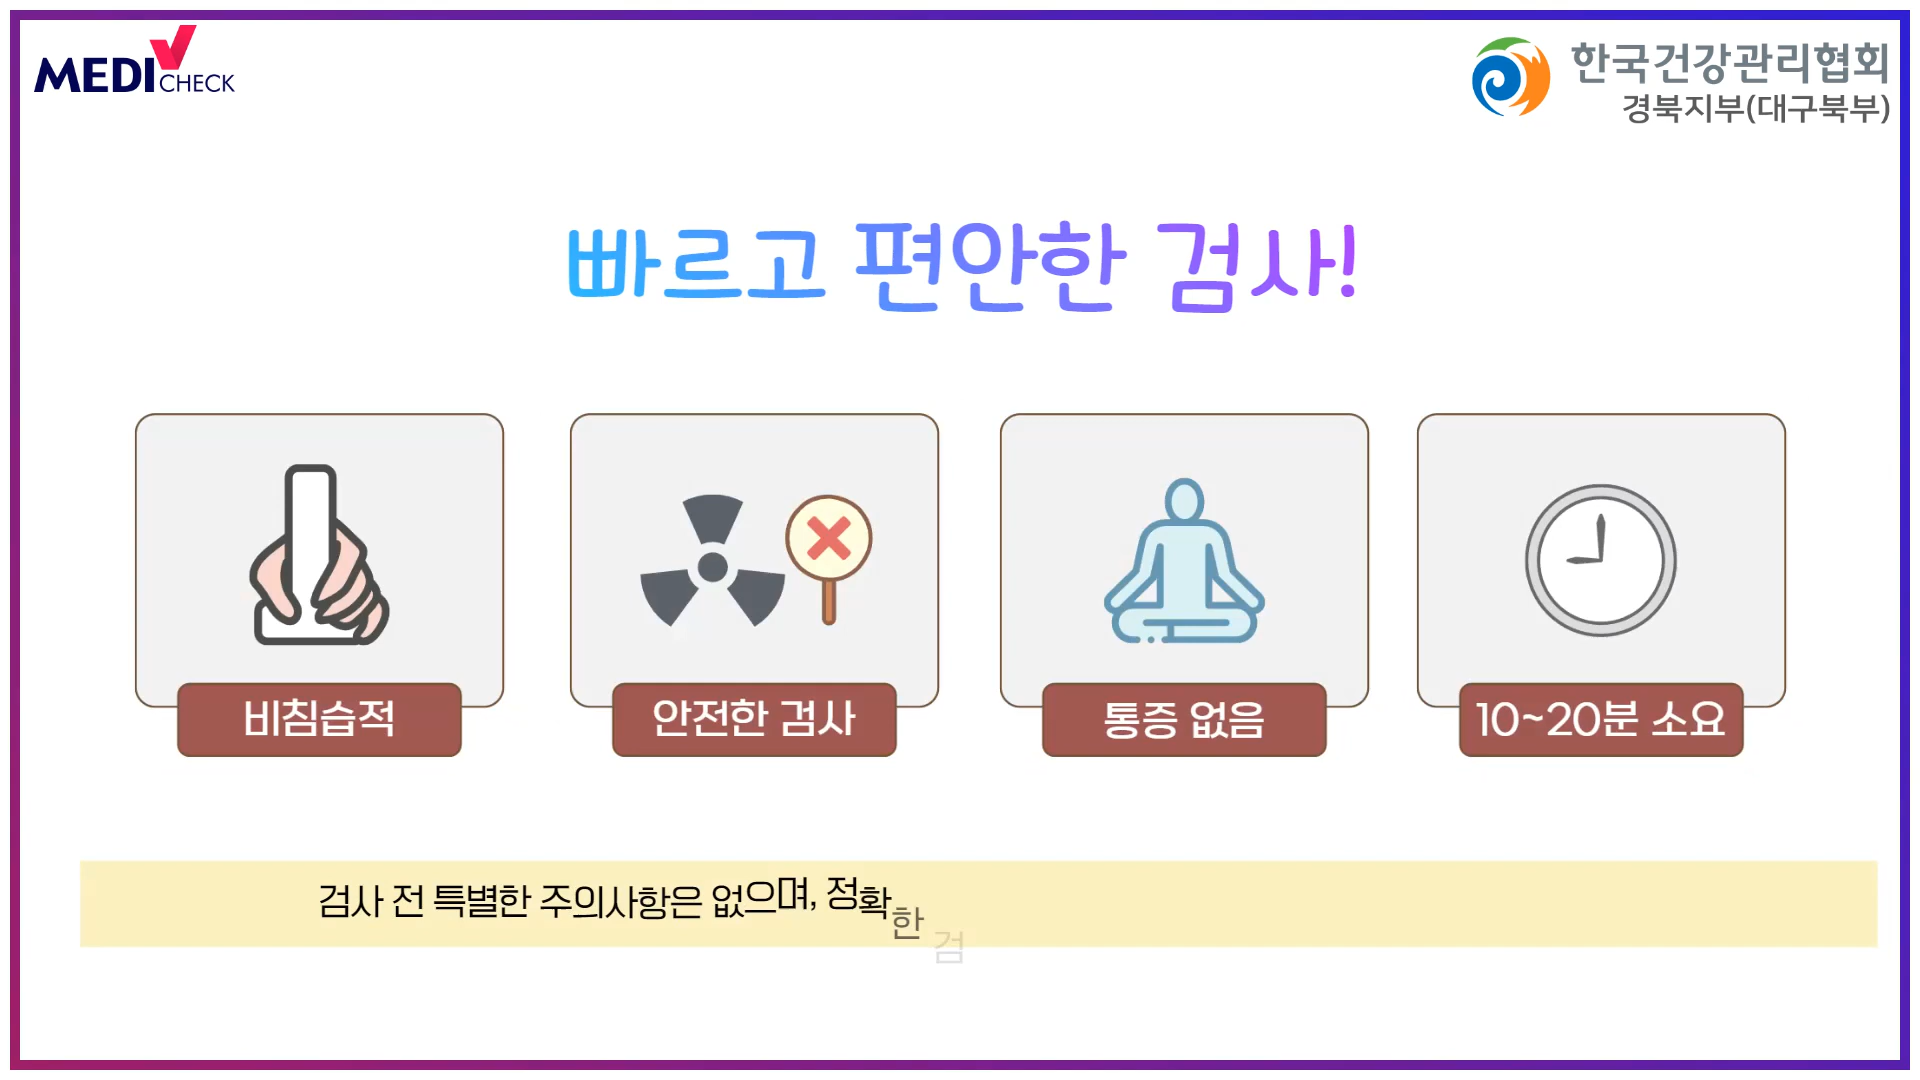 MEDI CHECK
한국건강관리협회
경북지부(대구북부)
빠르고 편안한 검사!
비침습적
안전한 검사
통증 없음
10~20분 소요
검사 전 특별한 주의사항은 없으며, 정확한 검